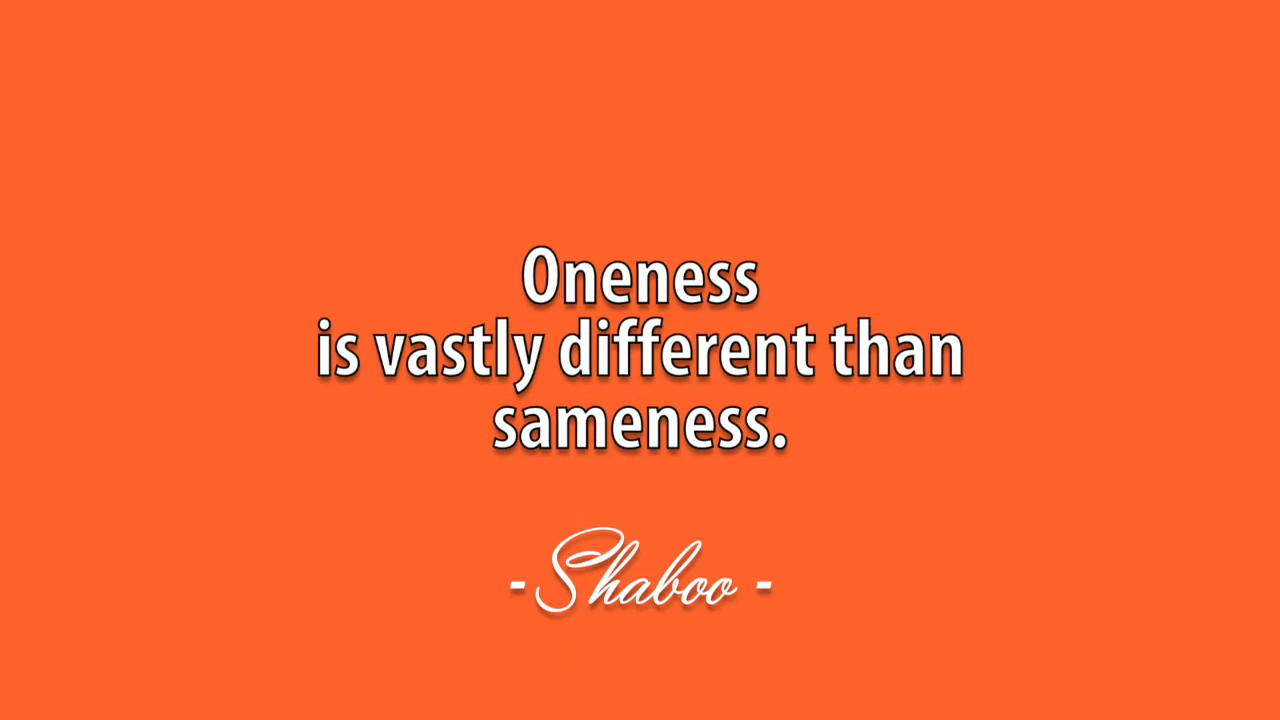 Oneness
is vastly different than
sameness.
- Shaboo -